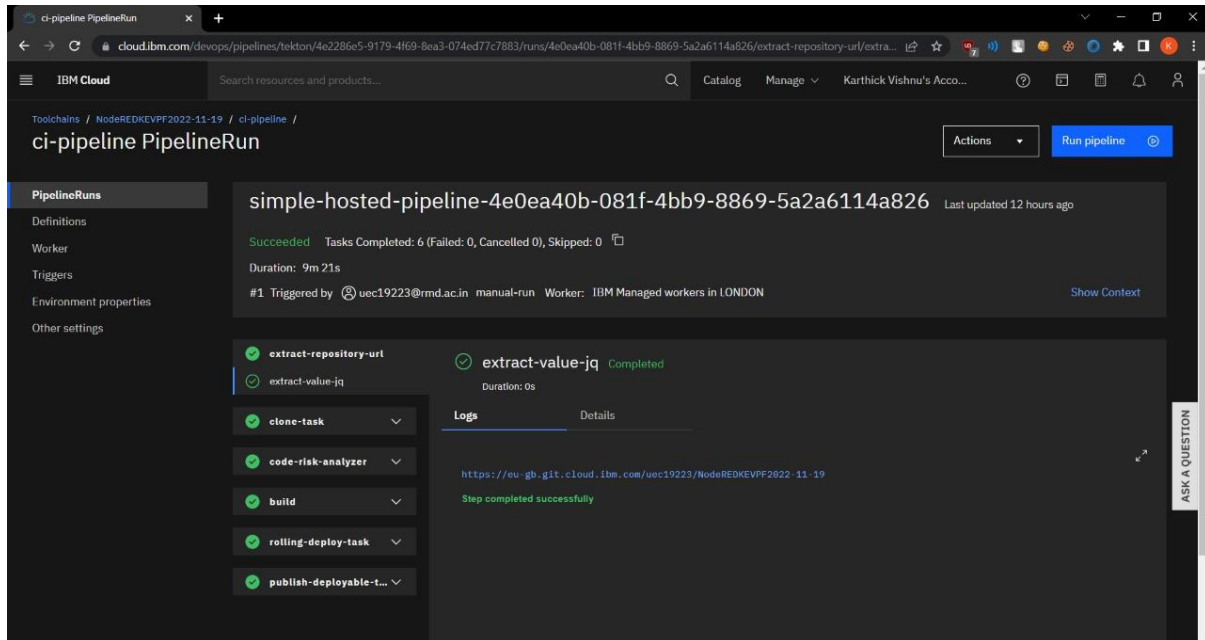 ci-pipeline PipelineRun
cloud.ibm.com/devops/pipelines/tekton/4e2286e5-9179-4f69-8ea3-074ed77c7883/runs/4e0ea40b-081f-4bb9-8869-5a2a6114a826/extract-repository-url/extra...
IBM Cloud
Search resources and products...
Catalog
Manage
Karthick Vishnu's Acco...
Toolchains / NodeREDKEVPF2022-11-19 / ci-pipeline /
ci-pipeline PipelineRun
Actions
Run pipeline
PipelineRuns
Definitions
Worker
Triggers
Environment properties
Other settings
simple-hosted-pipeline-4e0ea40b-081f-4bb9-8869-5a2a6114a826 Last updated 12 hours ago
Succeeded Tasks Completed: 6 (Failed: 0, Cancelled 0), Skipped: 0
Duration: 9m 21s
#1 Triggered by uec19223@rmd.ac.in manual-run Worker: IBM Managed workers in LONDON
Show Context
extract-repository-url
extract-value-jq
clone-task
code-risk-analyzer
build
rolling-deploy-task
publish-deployable-t...
extract-value-jq Completed
Duration: 0s
Logs
Details
https://eu-gb.git.cloud.ibm.com/uec19223/NodeREDKEVPF2022-11-19
Step completed successfully
ASK A QUESTION
7
K